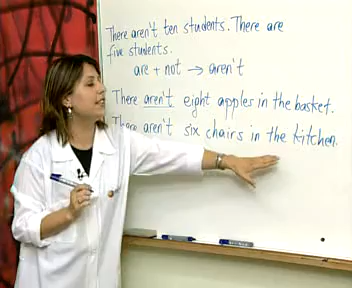 There aren't ten students. There are
five students.
are + not → aren't
There aren't eight apples in the basket.
There aren't six chairs in the kitchen.